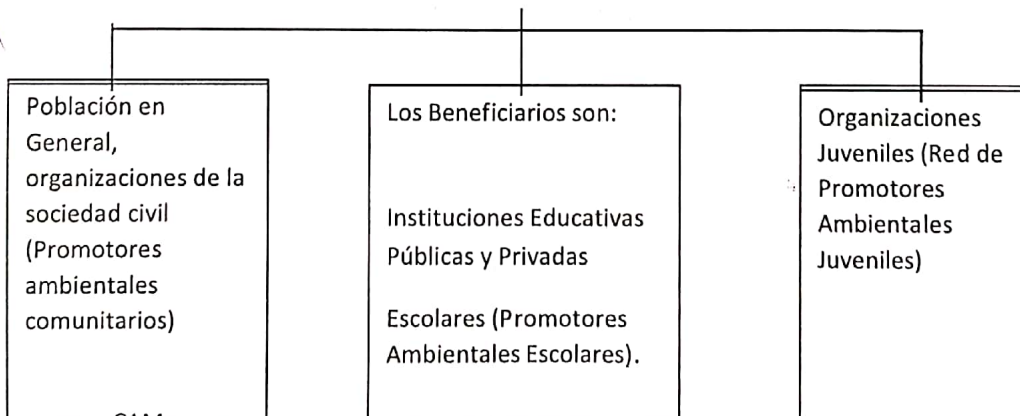 Población en
General,
organizaciones de la
sociedad civil
(Promotores
ambientales
comunitarios)
Los Beneficiarios son:
Instituciones Educativas
Públicas y Privadas
Escolares (Promotores
Ambientales Escolares).
Organizaciones
Juveniles (Red de
Promotores
Ambientales
Juveniles)